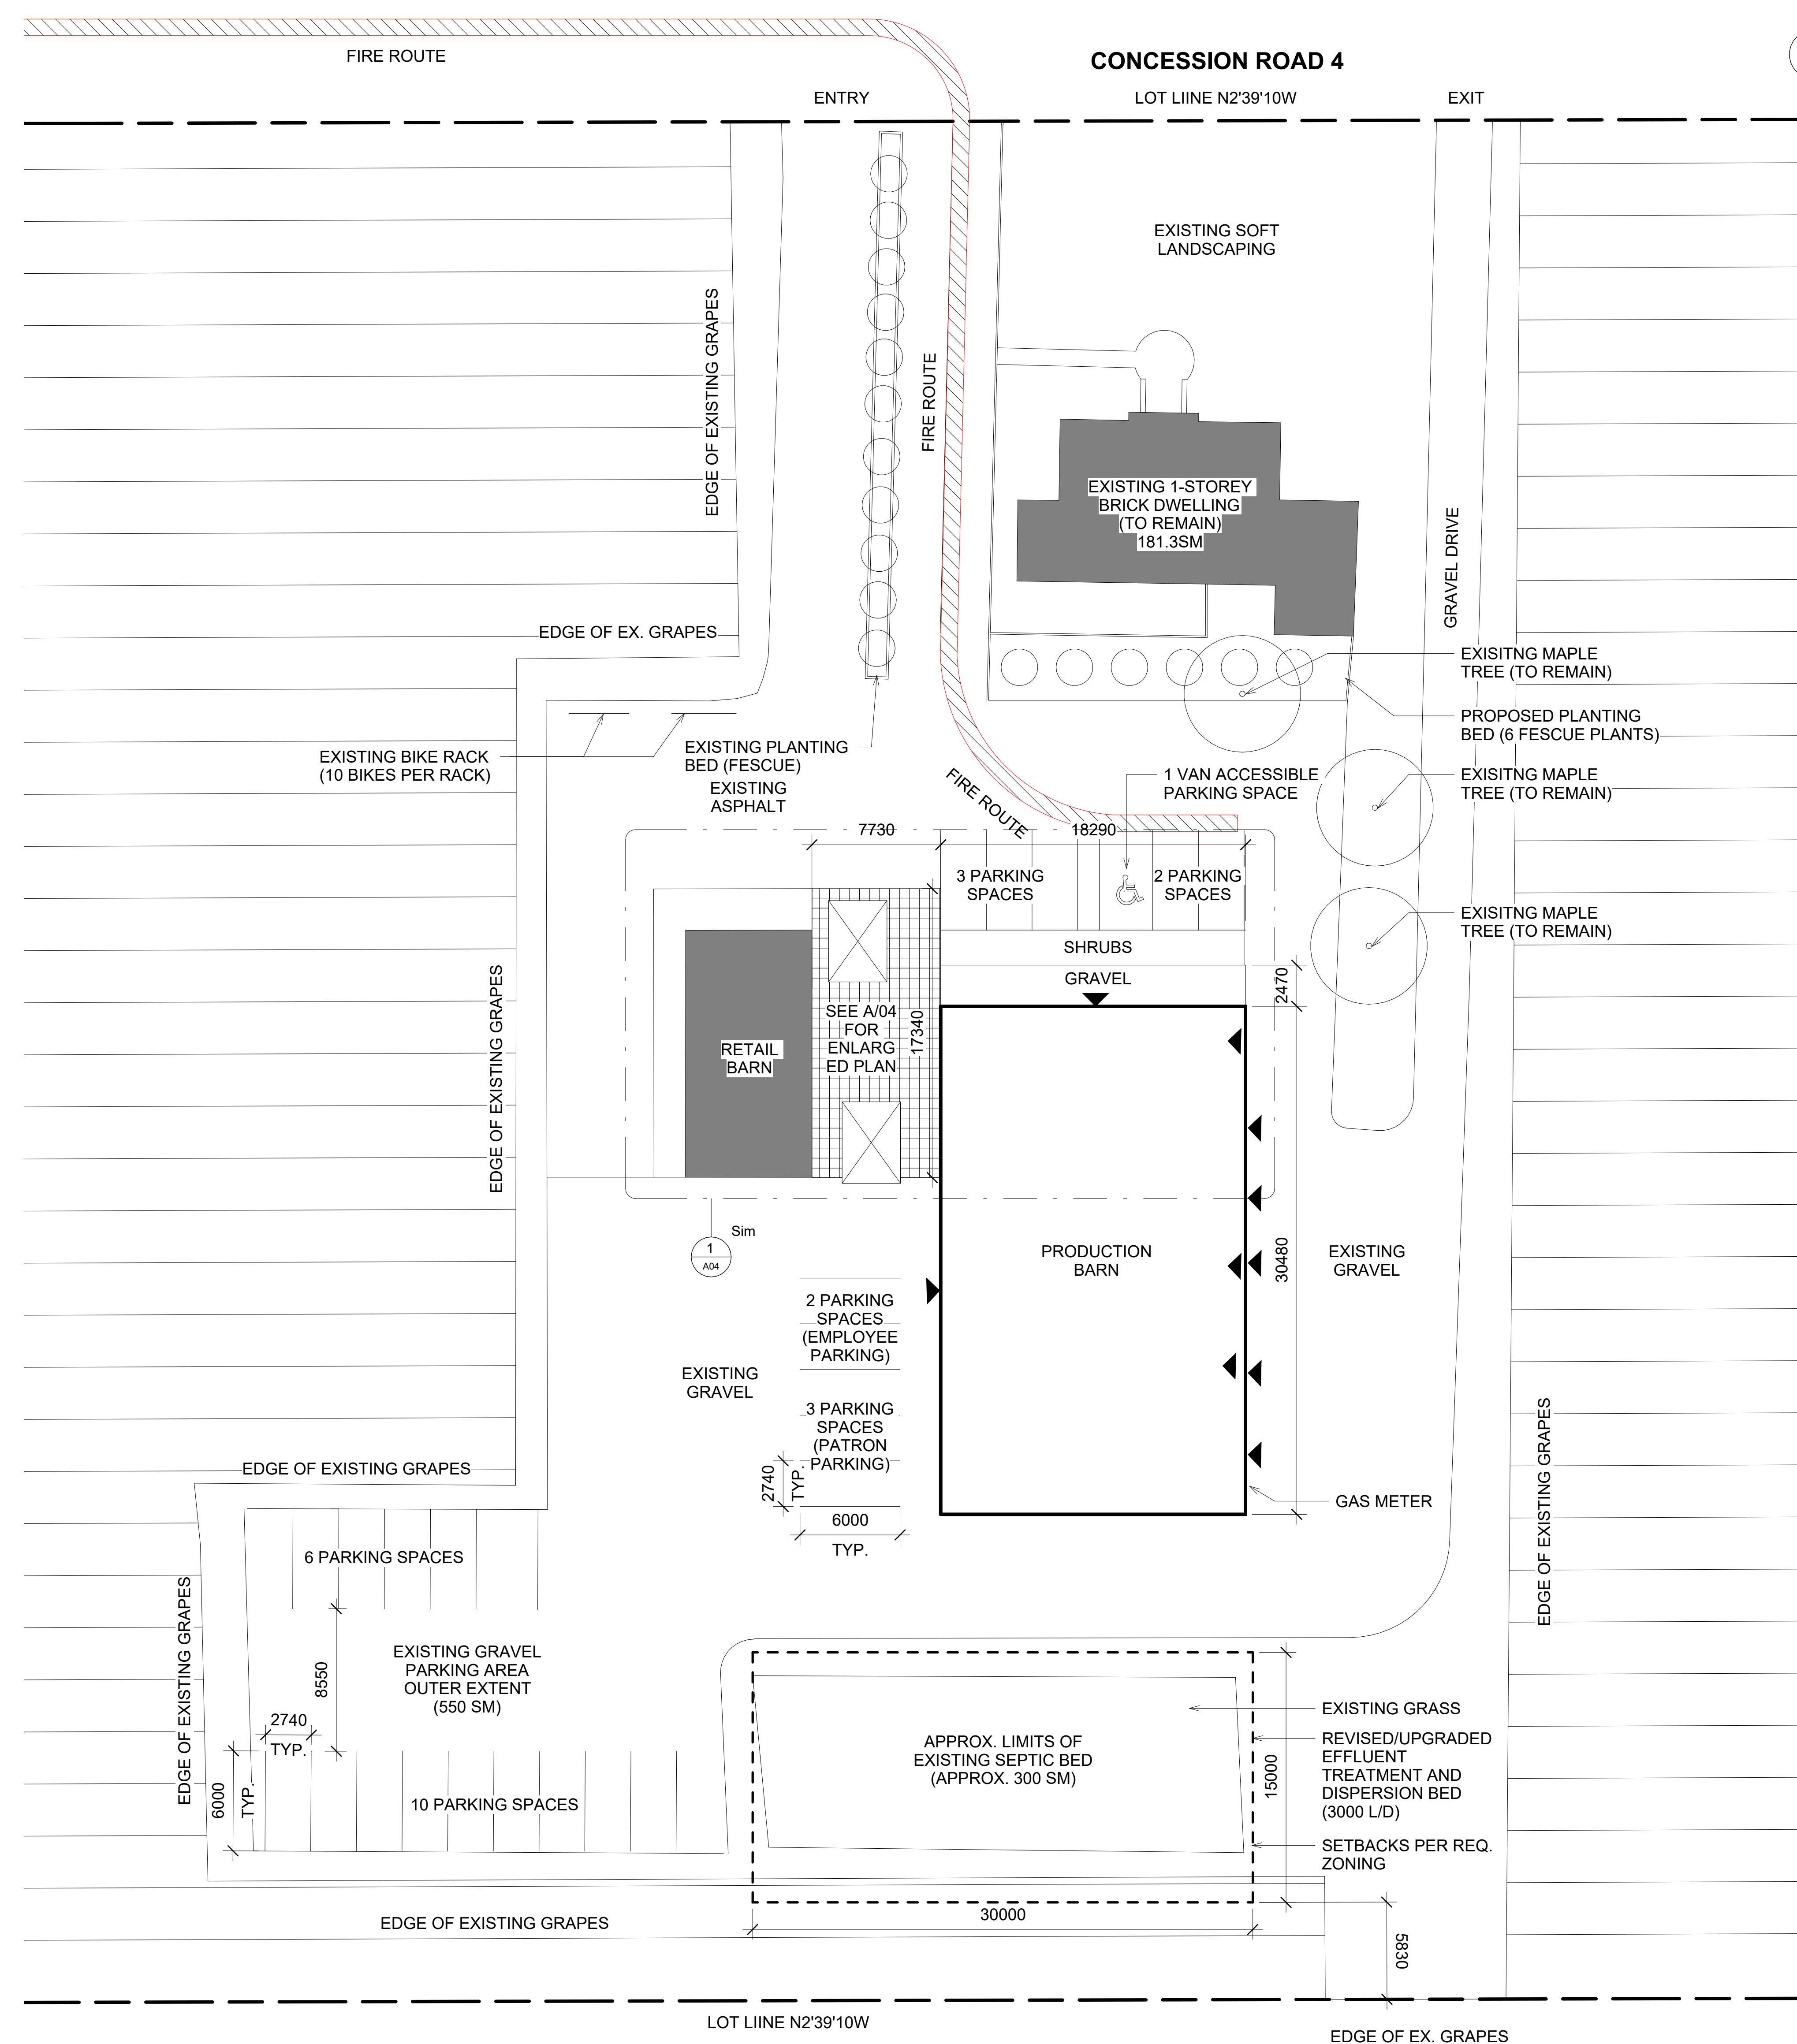 CONCESSION ROAD 4
FIRE ROUTE
ENTRY
LOT LIINE N2'39'10W
EXIT
EXISTING SOFT
LANDSCAPING
EDGE OF EXISTING GRAPES
FIRE ROUTE
EXISTING 1-STOREY
BRICK DWELLING
(TO REMAIN)
181.3SM
GRAVEL DRIVE
EDGE OF EX. GRAPES
EXISITNG MAPLE
TREE (TO REMAIN)
PROPOSED PLANTING
BED (6 FESCUE PLANTS)
EXISTING BIKE RACK
(10 BIKES PER RACK)
EXISTING PLANTING
BED (FESCUE)
EXISTING
ASPHALT
FIRE ROUTE
1 VAN ACCESSIBLE
PARKING SPACE
EXISITNG MAPLE
TREE (TO REMAIN)
7730
18290
3 PARKING
SPACES
2 PARKING
SPACES
EXISITNG MAPLE
TREE (TO REMAIN)
SHRUBS
GRAVEL
2470
EDGE OF EXISTING GRAPES
RETAIL
BARN
SEE A/04
FOR
ENLARG
ED PLAN
17340
1
A04
Sim
PRODUCTION
BARN
30480
EXISTING
GRAVEL
2 PARKING
SPACES
(EMPLOYEE
PARKING)
EXISTING
GRAVEL
3 PARKING
SPACES
(PATRON
PARKING)
2740
TYP.
6000
TYP.
GAS METER
EDGE OF EXISTING GRAPES
EDGE OF EXISTING GRAPES
6 PARKING SPACES
EDGE OF EXISTING GRAPES
8550
EXISTING GRAVEL
PARKING AREA
OUTER EXTENT
(550 SM)
2740
TYP.
6000
TYP.
10 PARKING SPACES
APPROX. LIMITS OF
EXISTING SEPTIC BED
(APPROX. 300 SM)
15000
EXISTING GRASS
REVISED/UPGRADED
EFFLUENT
TREATMENT AND
DISPERSION BED
(3000 L/D)
SETBACKS PER REQ.
ZONING
30000
EDGE OF EXISTING GRAPES
5830
LOT LIINE N2'39'10W
EDGE OF EX. GRAPES